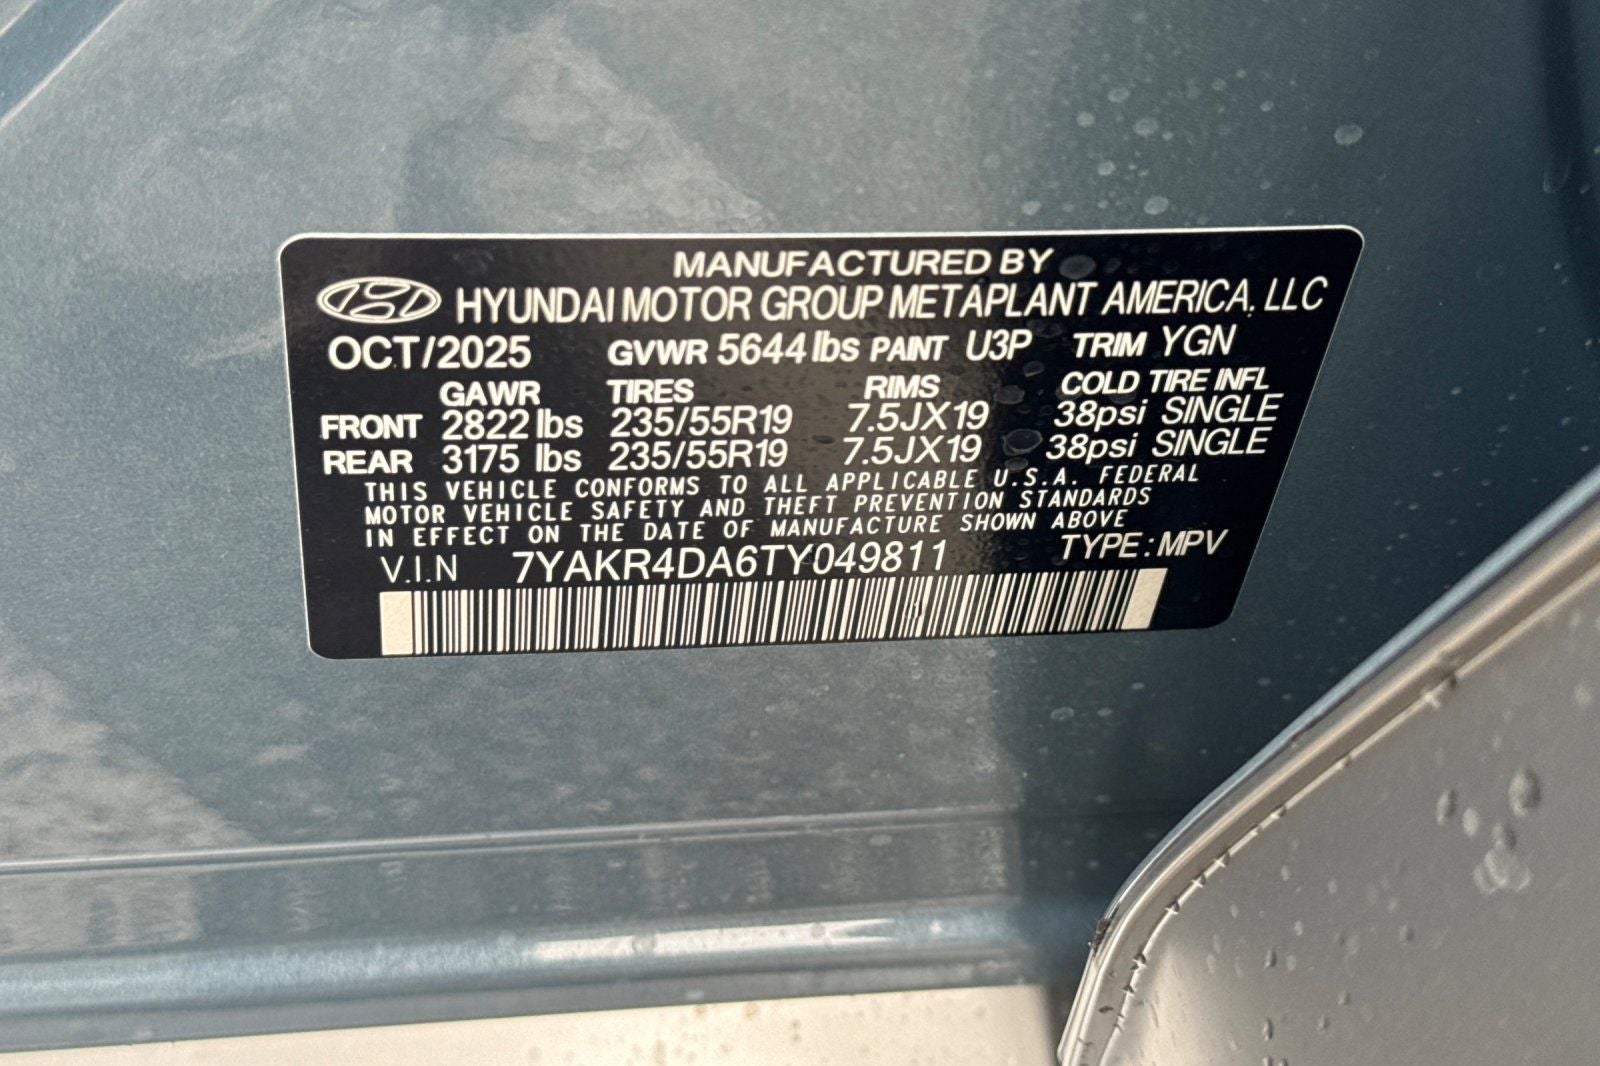 MANUFACTURED BY
HYUNDAI MOTOR GROUP METAPLANT AMERICA, LLC
OCT/2025 GVWR 5644 lbs PAINT U3P TRIM YGN
GAWR TIRES RIMS COLD TIRE INFL
FRONT 2822 lbs 235/55R19 7.5JX19 38psi SINGLE
REAR 3175 lbs 235/55R19 7.5JX19 38psi SINGLE
THIS VEHICLE CONFORMS TO ALL APPLICABLE U.S.A. FEDERAL
MOTOR VEHICLE SAFETY AND THEFT PREVENTION STANDARDS
IN EFFECT ON THE DATE OF MANUFACTURE SHOWN ABOVE
V.I.N 7YAKR4DA6TY049811 TYPE: MPV